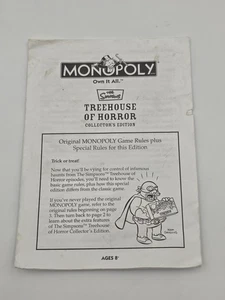 MONOPOLY
Own It All.™
THE
Simpsons
TREEHOUSE
OF HORROR
COLLECTOR'S EDITION
Original MONOPOLY Game Rules plus
Special Rules for this Edition
Trick or treat!
Now that you'll be vying for control of infamous
haunts from The Simpsons™ Treehouse
of Horror episodes, you'll need to know the
basic game rules, plus how this special
edition differs from the classic game.
If you've never played the original
MONOPOLY game, refer to the
original rules beginning on page
3. Then turn back to page 2 to
learn about the extra features
of The Simpsons™ Treehouse
of Horror Collector's Edition.
AGES 8+